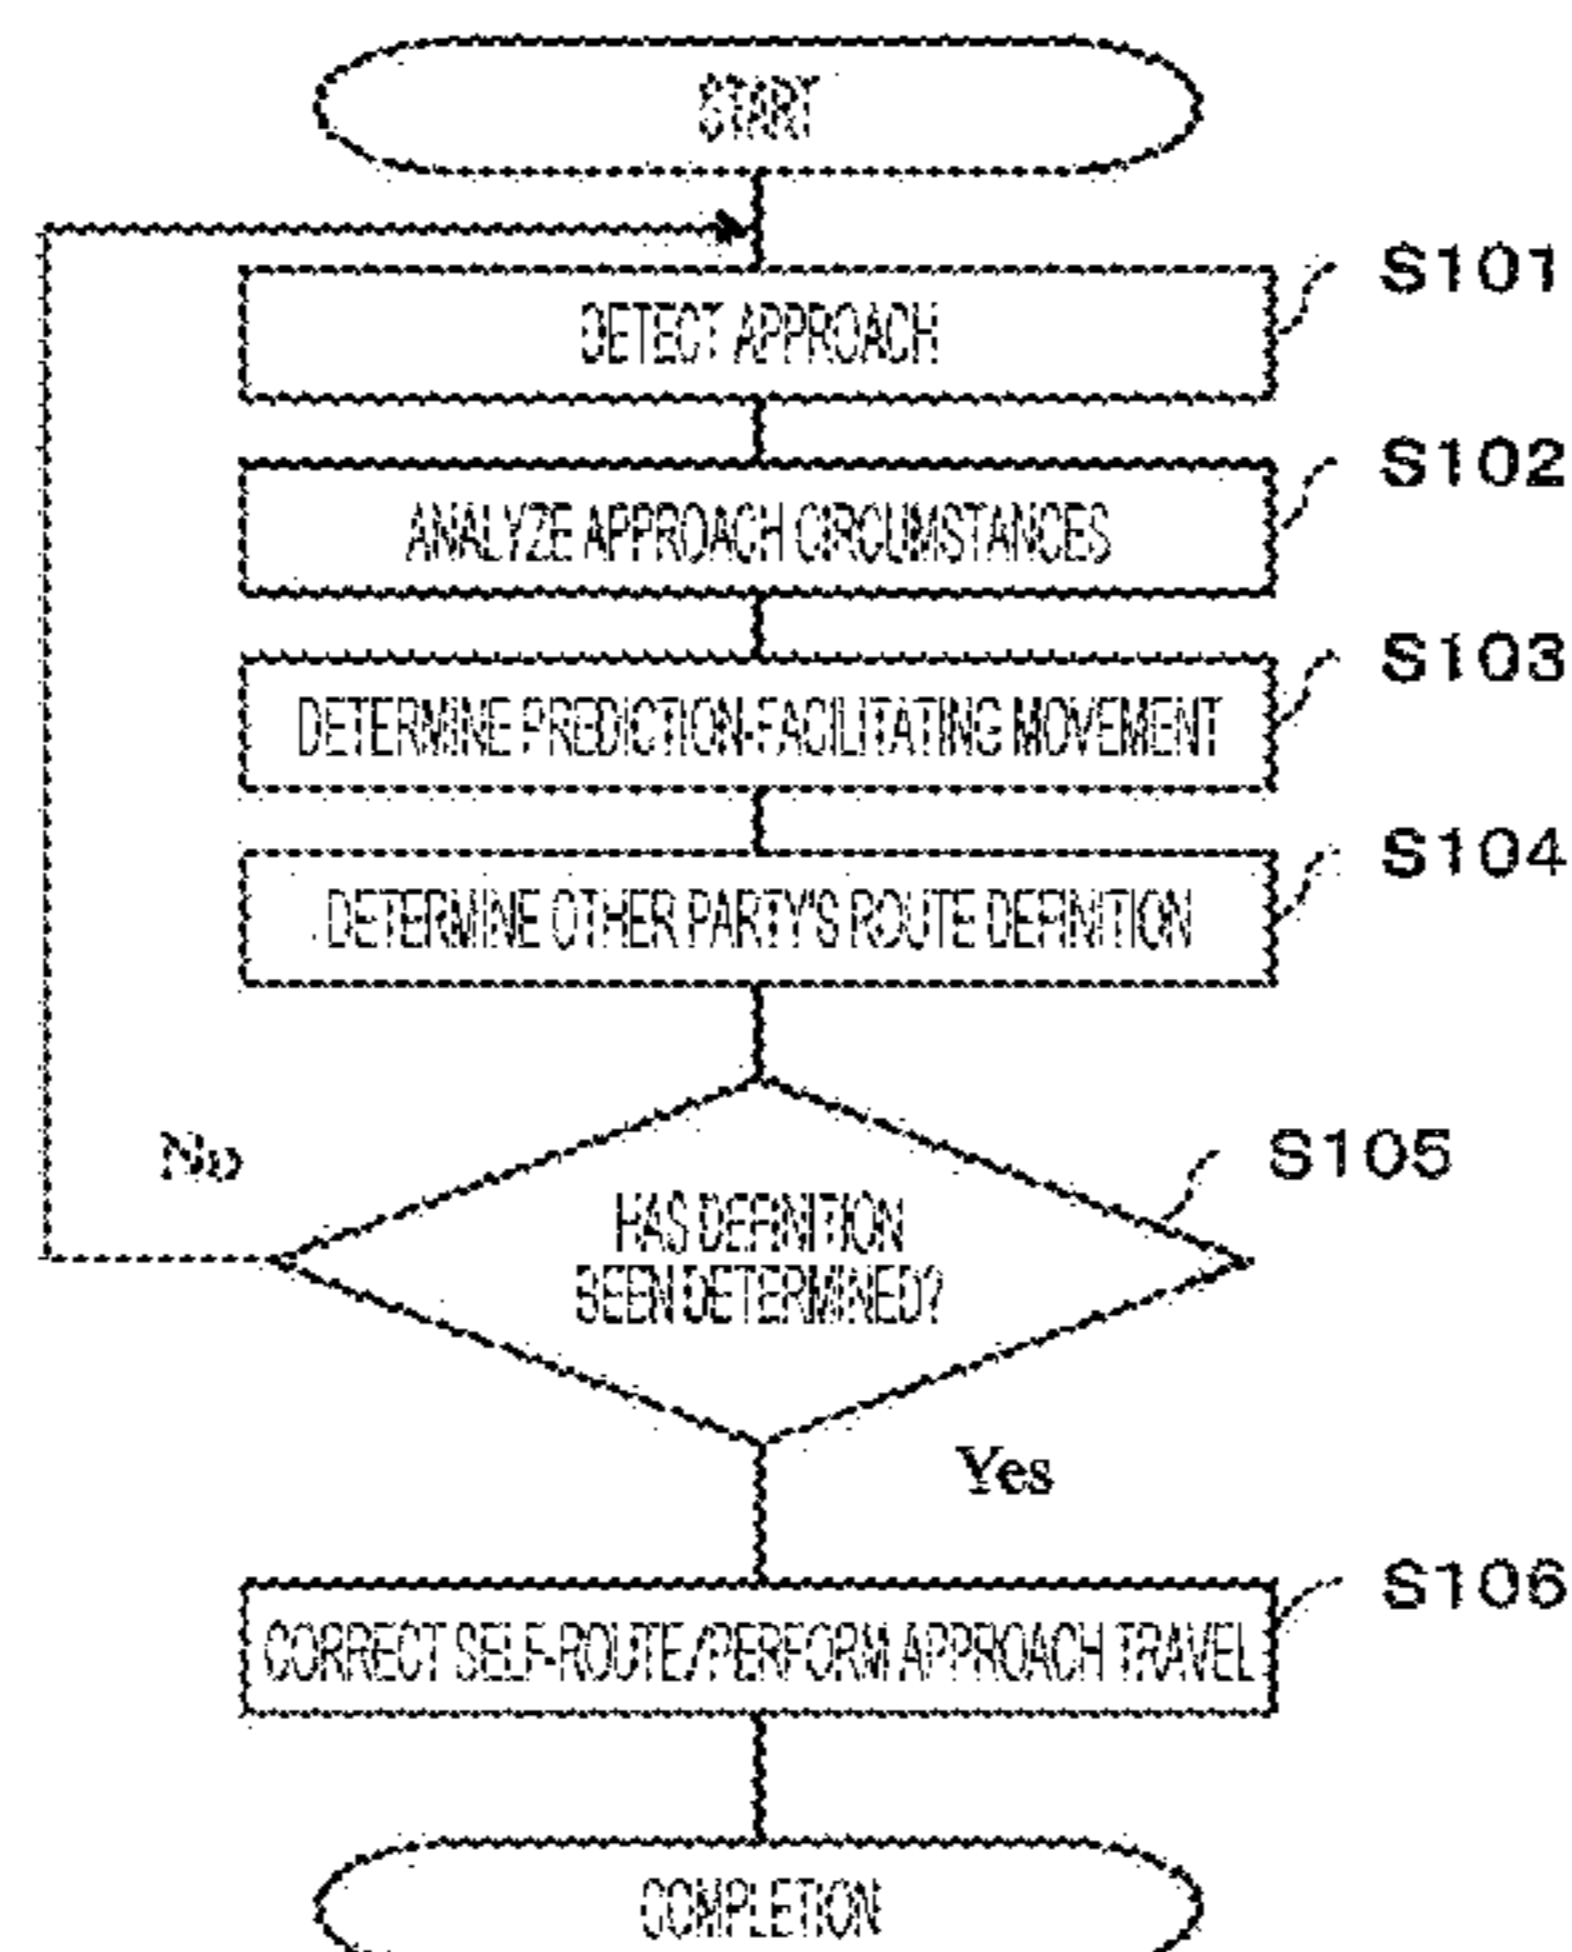 START
DETECT APPROACH
S101
ANALYZE APPROACH CIRCUMSTANCES
S102
DETERMINE PREDICTION-FACILITATING MOVEMENT
S103
DETERMINE OTHER PARTY'S ROUTE DEFINITION
S104
No
HAS DEFINITION
BEEN DETERMINED?
S105
Yes
CORRECT SELF-ROUTE/PERFORM APPROACH TRAVEL
S106
COMPLETION